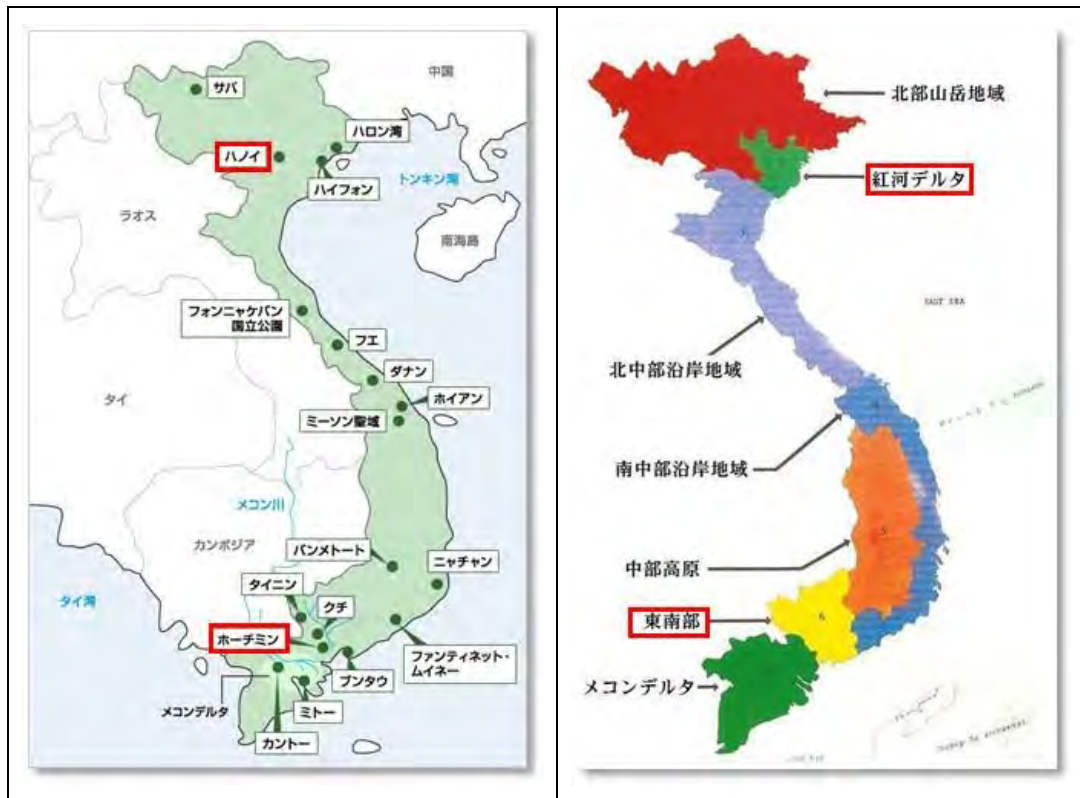 中国
サバ
ハロン湾
ハノイ
ハイフォン
トンキン湾
ラオス
南海島
フォンニャケバン
国立公園
フエ
ダナン
タイ
ホイアン
ミーソン聖域
メコン川
カンボジア
バンメトート
ニャチャン
タイニン
クチ
タイ湾
ホーチミン
ファンティネット・
ムイネー
ブンタウ
メコンデルタ
ミトー
カントー
北部山岳地域
紅河デルタ
EAST SEA
北中部沿岸地域
南中部沿岸地域
5
中部高原
東南部
6
メコンデルタ